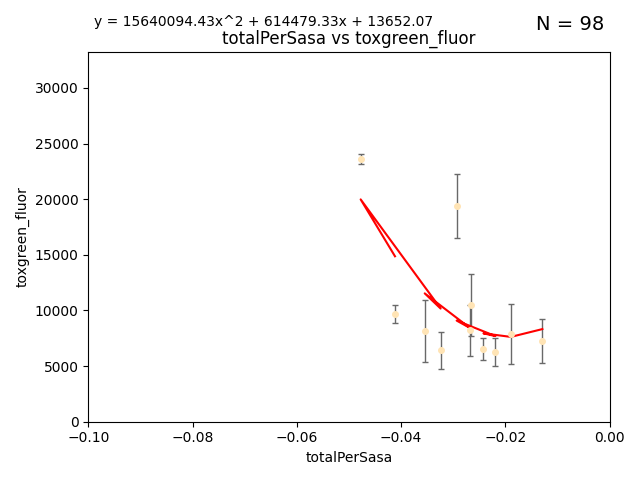 y = 15640094.43x^2 + 614479.33x + 13652.07
N = 98
totalPerSasa vs toxgreen_fluor
30000
25000
20000
15000
10000
5000
0
toxgreen_fluor
−0.10
−0.08
−0.06
−0.04
−0.02
0.00
totalPerSasa